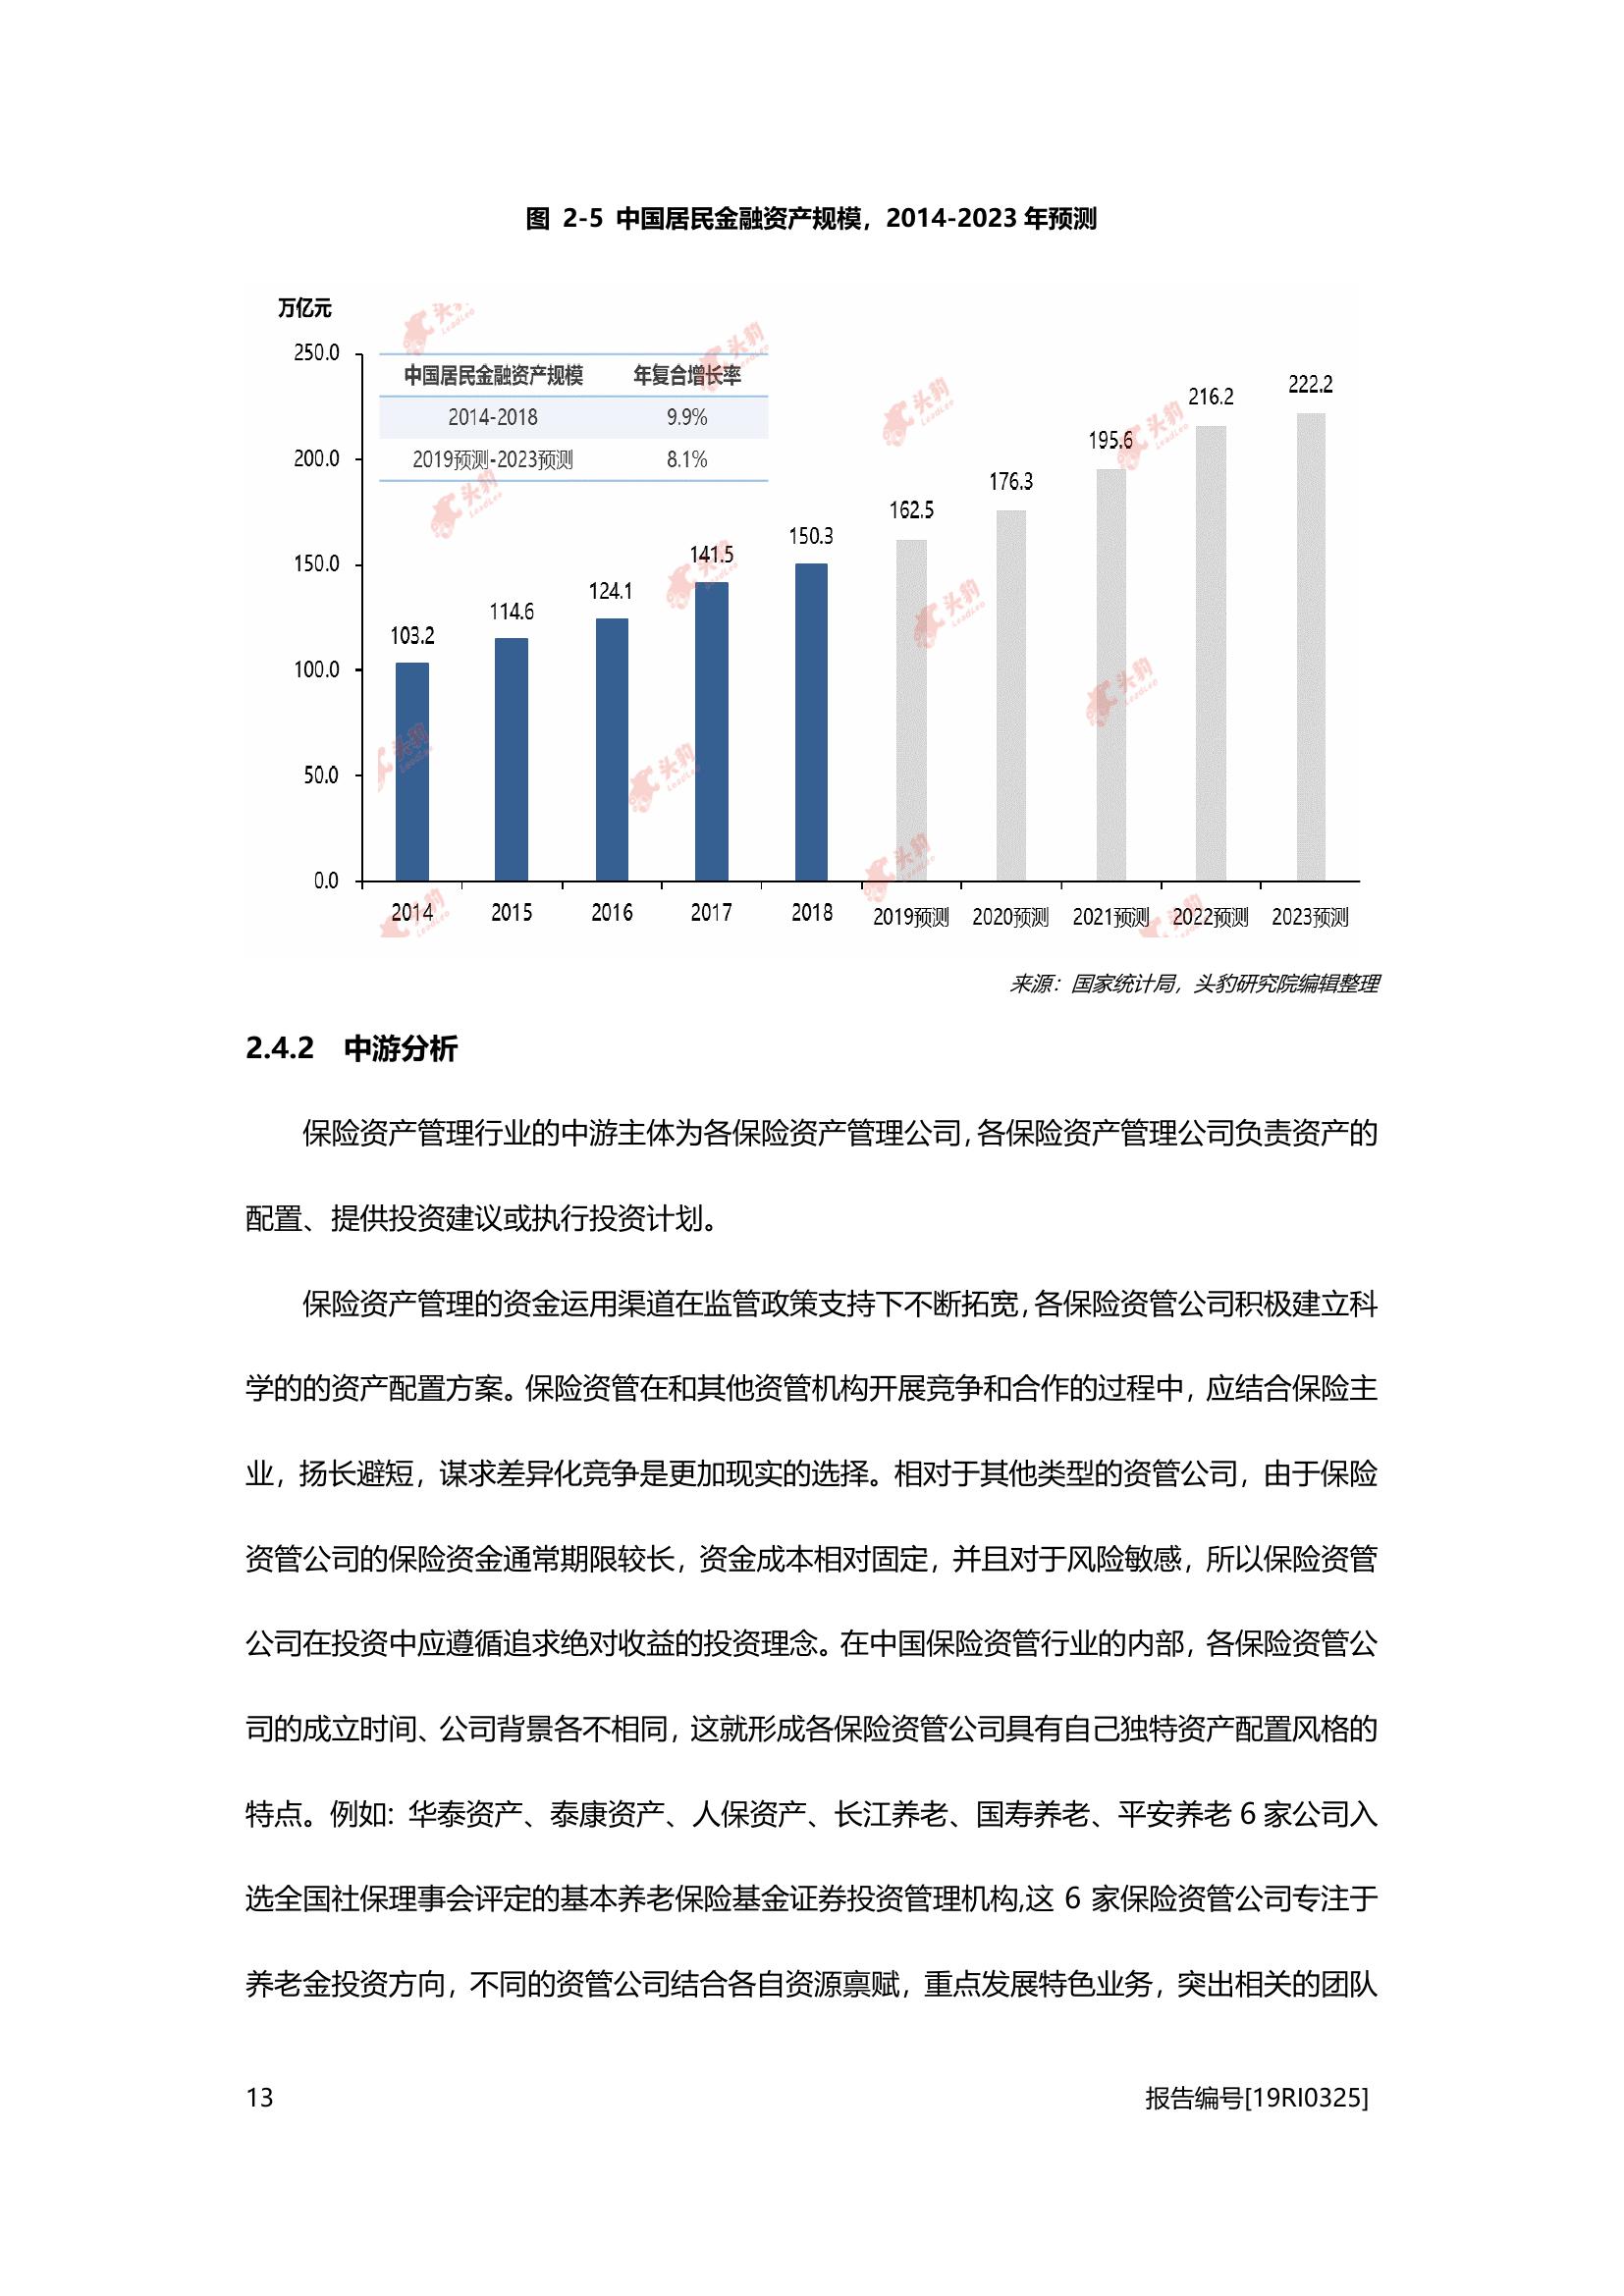 图 2-5 中国居民金融资产规模，2014-2023 年预测
万亿元
250.0
200.0
150.0
100.0
50.0
0.0
中国居民金融资产规模 年复合增长率
2014-2018 9.9%
2019预测-2023预测 8.1%
103.2
114.6
124.1
141.5
150.3
162.5
176.3
195.6
216.2
222.2
2014 2015 2016 2017 2018 2019预测 2020预测 2021预测 2022预测 2023预测
头豹
LeadLeo
来源：国家统计局，头豹研究院编辑整理
2.4.2 中游分析
保险资产管理行业的中游主体为各保险资产管理公司，各保险资产管理公司负责资产的
配置、提供投资建议或执行投资计划。
保险资产管理的资金运用渠道在监管政策支持下不断拓宽，各保险资管公司积极建立科
学的的资产配置方案。保险资管在和其他资管机构开展竞争和合作的过程中，应结合保险主
业，扬长避短，谋求差异化竞争是更加现实的选择。相对于其他类型的资管公司，由于保险
资管公司的保险资金通常期限较长，资金成本相对固定，并且对于风险敏感，所以保险资管
公司在投资中应遵循追求绝对收益的投资理念。在中国保险资管行业的内部，各保险资管公
司的成立时间、公司背景各不相同，这就形成各保险资管公司具有自己独特资产配置风格的
特点。例如：华泰资产、泰康资产、人保资产、长江养老、国寿养老、平安养老 6 家公司入
选全国社保理事会评定的基本养老保险基金证券投资管理机构,这 6 家保险资管公司专注于
养老金投资方向，不同的资管公司结合各自资源禀赋，重点发展特色业务，突出相关的团队
13
报告编号[19RI0325]